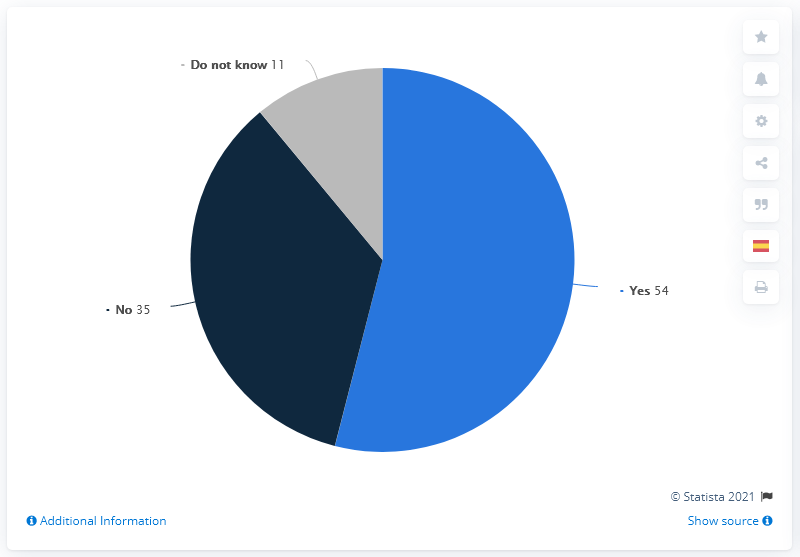 - Do not know 11
- Yes 54
- No 35
© Statista 2021
Additional Information
Show source